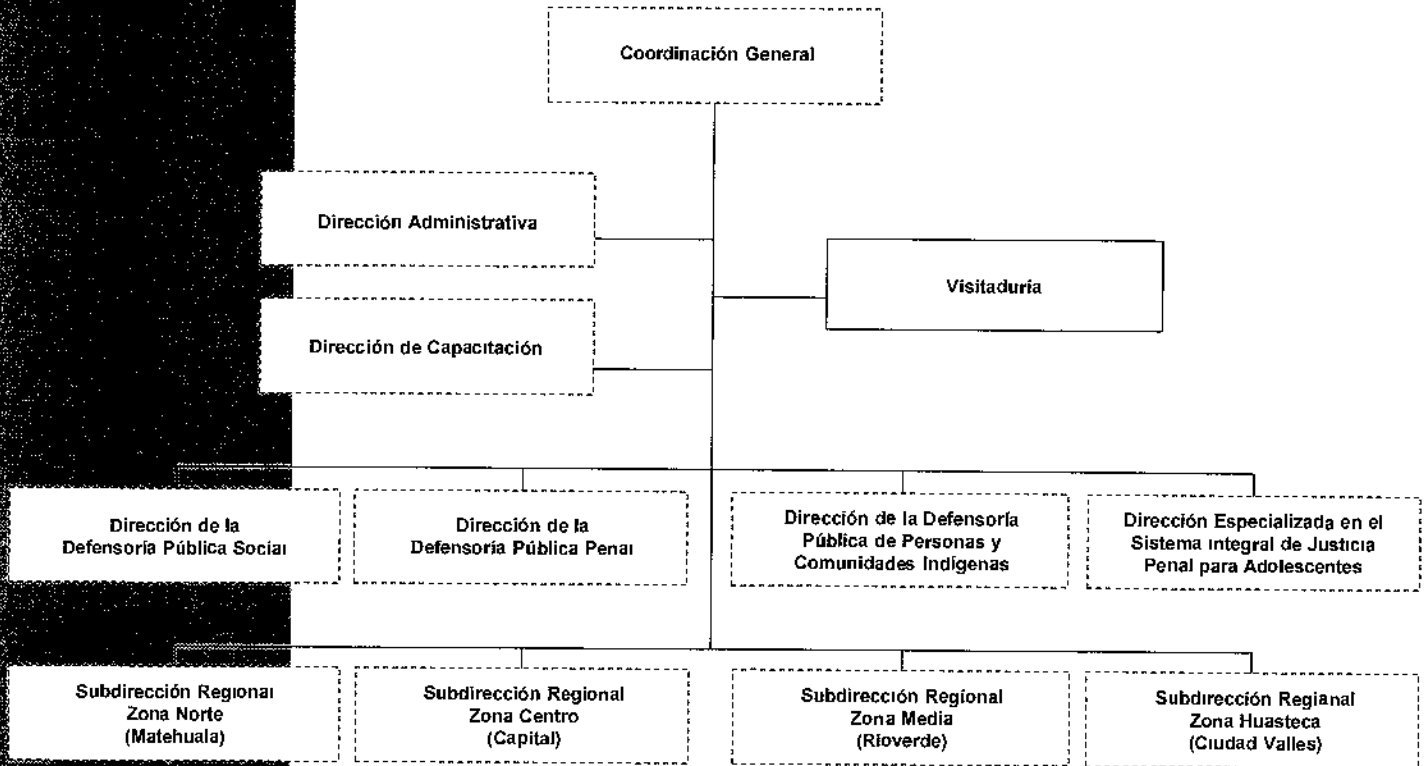 Coordinación General
Dirección Administrativa
Visitaduría
Dirección de Capacitación
Dirección de la
Defensoría Pública Social
Dirección de la
Defensoría Pública Penal
Dirección de la Defensoría
Pública de Personas y
Comunidades Indígenas
Dirección Especializada en el
Sistema Integral de Justicia
Penal para Adolescentes
Subdirección Regional
Zona Norte
(Matehuala)
Subdirección Regional
Zona Centro
(Capital)
Subdirección Regional
Zona Media
(Rioverde)
Subdirección Regianal
Zona Huasteca
(Ciudad Valles)